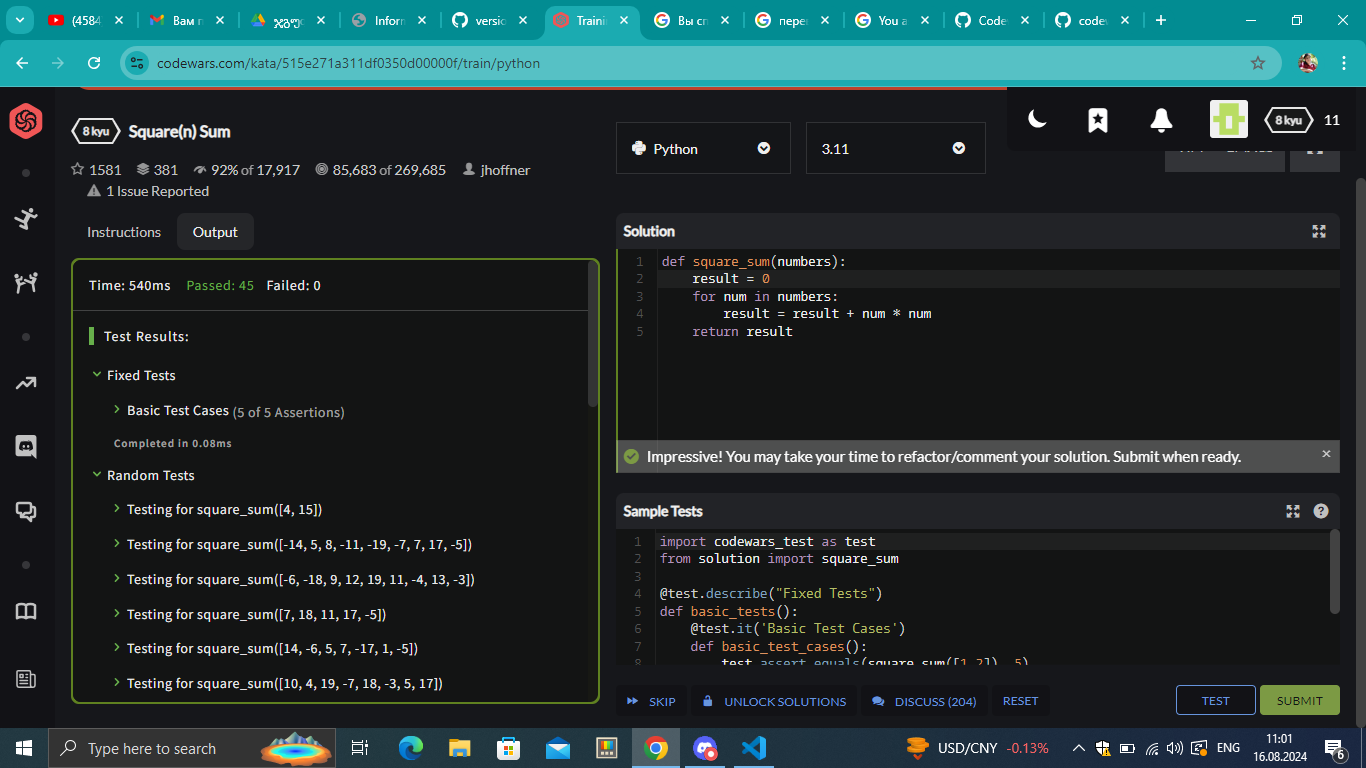 (4584
Вам п
ჯგუფ
Inform
versio
Traini
Вы сп
пере
You a
Code
code
codewars.com/kata/515e271a311df0350d00000f/train/python
8 kyu
Square(n) Sum
Python
3.11
8 kyu
11
1581
381
92% of 17,917
85,683 of 269,685
jhoffner
1 Issue Reported
Instructions
Output
Time: 540ms
Passed: 45
Failed: 0
Test Results:
Fixed Tests
Basic Test Cases (5 of 5 Assertions)
Completed in 0.08ms
Random Tests
Testing for square_sum([4, 15])
Testing for square_sum([-14, 5, 8, -11, -19, -7, 7, 17, -5])
Testing for square_sum([-6, -18, 9, 12, 19, 11, -4, 13, -3])
Testing for square_sum([7, 18, 11, 17, -5])
Testing for square_sum([14, -6, 5, 7, -17, 1, -5])
Testing for square_sum([10, 4, 19, -7, 18, -3, 5, 17])
Solution
1 def square_sum(numbers):
2 result = 0
3 for num in numbers:
4 result = result + num * num
5 return result
Impressive! You may take your time to refactor/comment your solution. Submit when ready.
Sample Tests
1 import codewars_test as test
2 from solution import square_sum
3
4 @test.describe("Fixed Tests")
5 def basic_tests():
6 @test.it('Basic Test Cases')
7 def basic_test_cases():
8 test.assert_equals(square_sum([1,2]), 5)
SKIP
UNLOCK SOLUTIONS
DISCUSS (204)
RESET
TEST
SUBMIT
Type here to search
USD/CNY -0.13%
ENG
11:01
16.08.2024
6